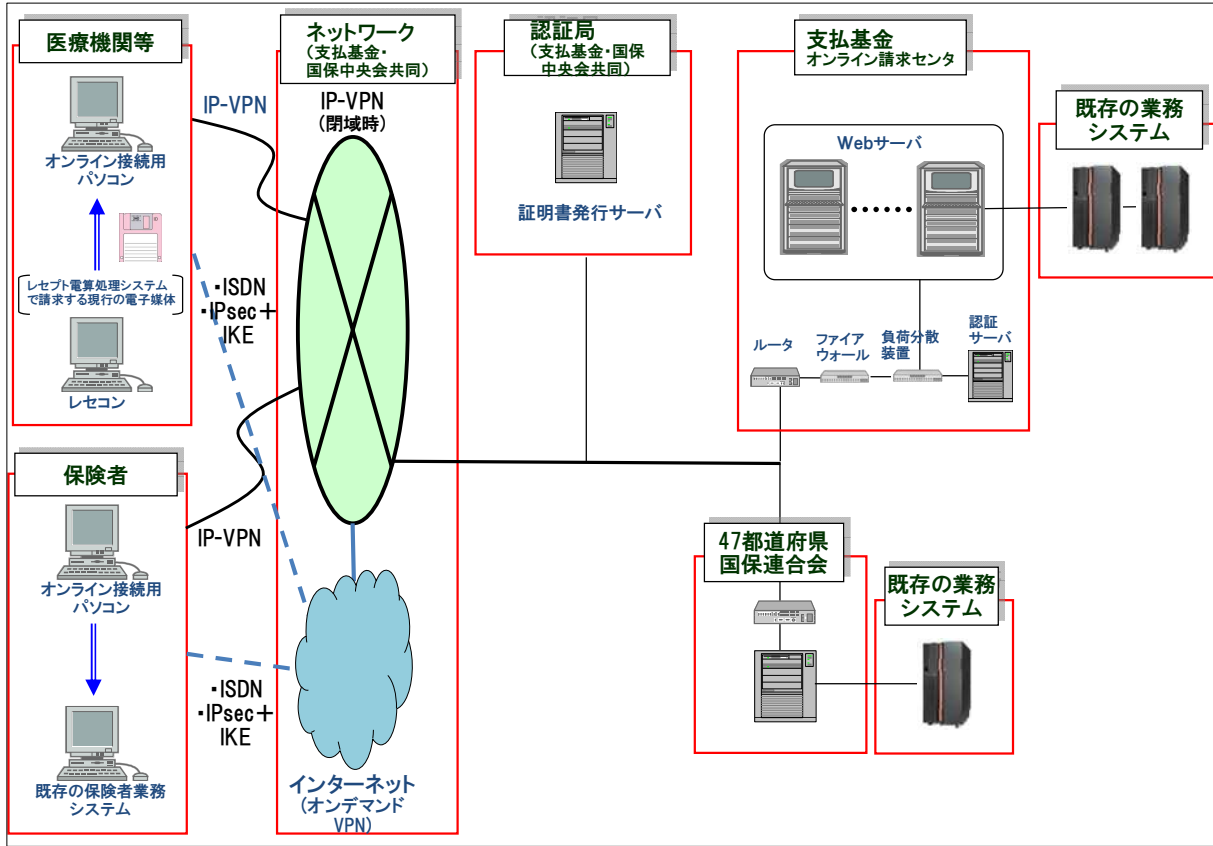 医療機関等
IP-VPN
オンライン接続用
パソコン
レセプト電算処理システム
で請求する現行の電子媒体
レセコン
・ISDN
・IPsec＋
IKE
保険者
オンライン接続用
パソコン
既存の保険者業務
システム
IP-VPN
・ISDN
・IPsec＋
IKE
ネットワーク
（支払基金・
国保中央会共同）
IP-VPN
（閉域時）
インターネット
（オンデマンド
VPN）
認証局
（支払基金・国保
中央会共同）
証明書発行サーバ
支払基金
オンライン請求センタ
Webサーバ
ルータ
ファイア
ウォール
負荷分散
装置
認証
サーバ
既存の業務
システム
47都道府県
国保連合会
既存の業務
システム